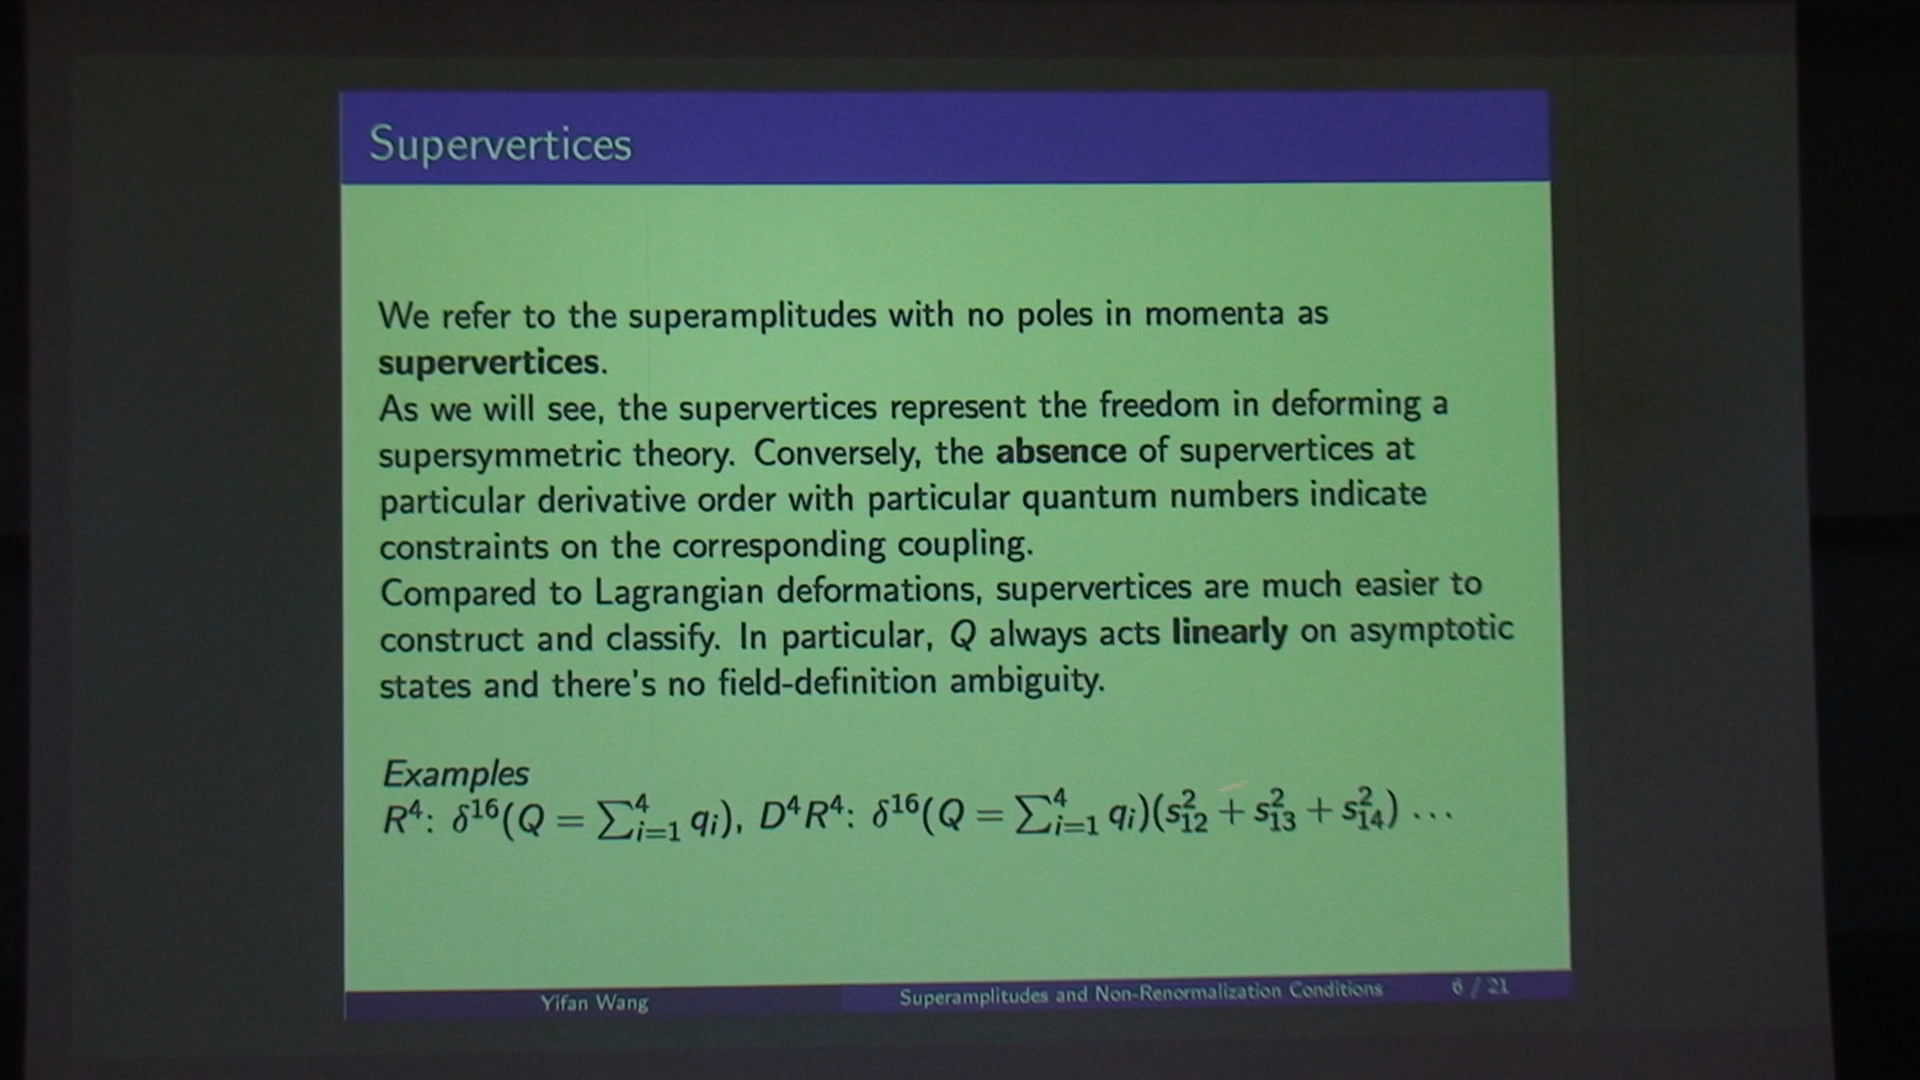 Supervertices
We refer to the superamplitudes with no poles in momenta as
supervertices.
As we will see, the supervertices represent the freedom in deforming a
supersymmetric theory. Conversely, the absence of supervertices at
particular derivative order with particular quantum numbers indicate
constraints on the corresponding coupling.
Compared to Lagrangian deformations, supervertices are much easier to
construct and classify. In particular, Q always acts linearly on asymptotic
states and there's no field-definition ambiguity.
Examples
R⁴: δ¹⁶(Q = ∑⁴ᵢ₌₁ qᵢ), D⁴R⁴: δ¹⁶(Q = ∑⁴ᵢ₌₁ qᵢ)(s²₁₂ + s²₁₃ + s²₁₄) ...
Yifan Wang Superamplitudes and Non-Renormalization Conditions 6 / 21